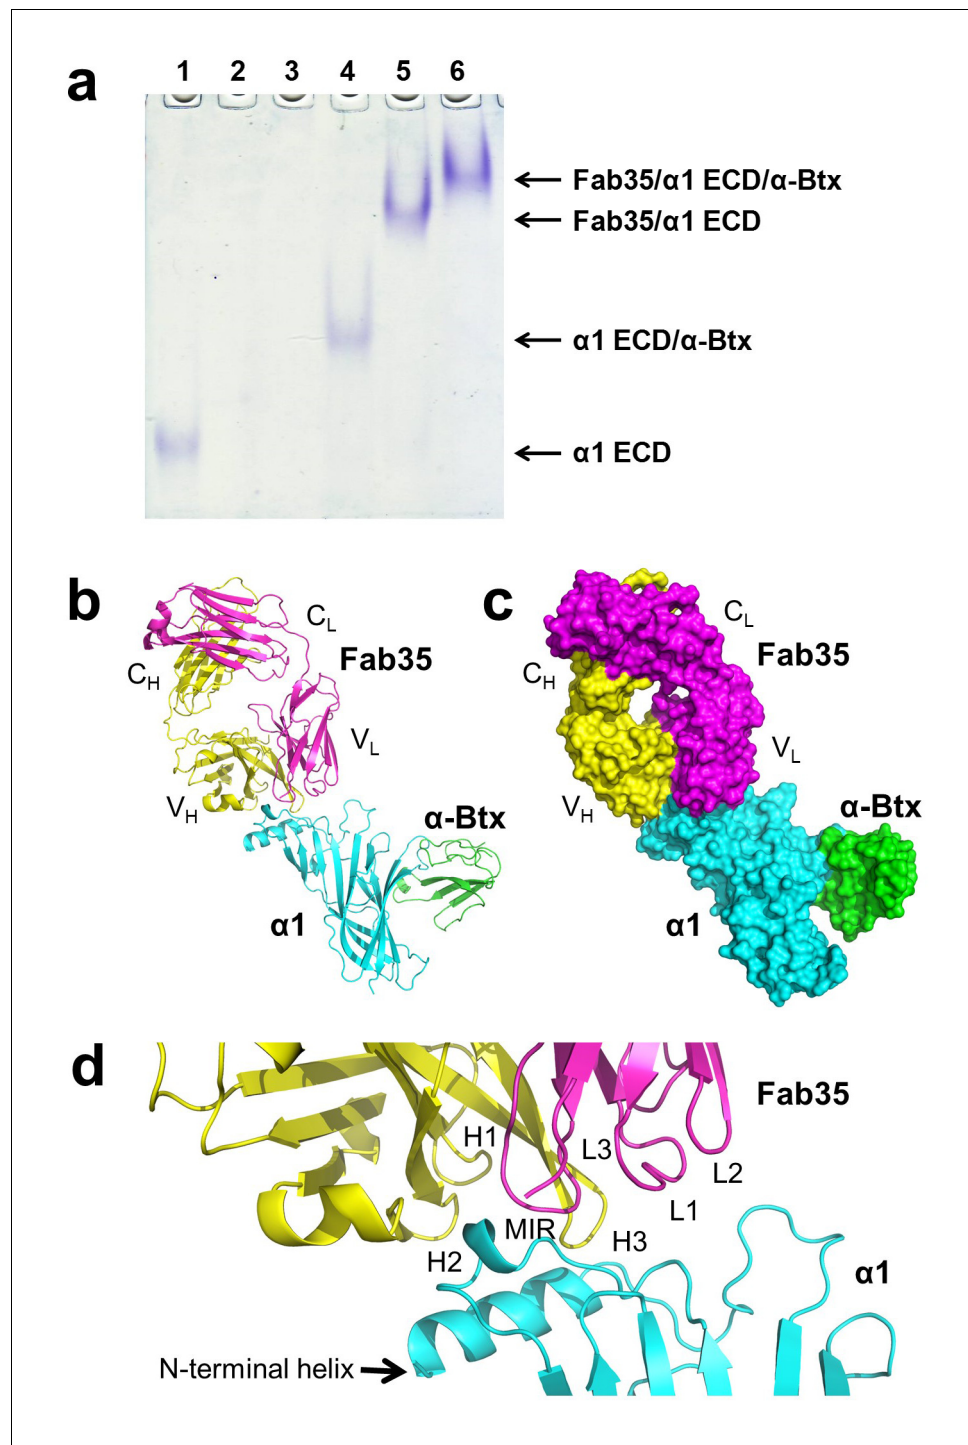 a
1 2 3 4 5 6
Fab35/α1 ECD/α-Btx
Fab35/α1 ECD
α1 ECD/α-Btx
α1 ECD
b
CL
CH
Fab35
VL
VH
α-Btx
α1
c
CL
Fab35
CH
VL
VH
α-Btx
α1
d
Fab35
H1
L3
L2
L1
MIR
H2
H3
α1
N-terminal helix